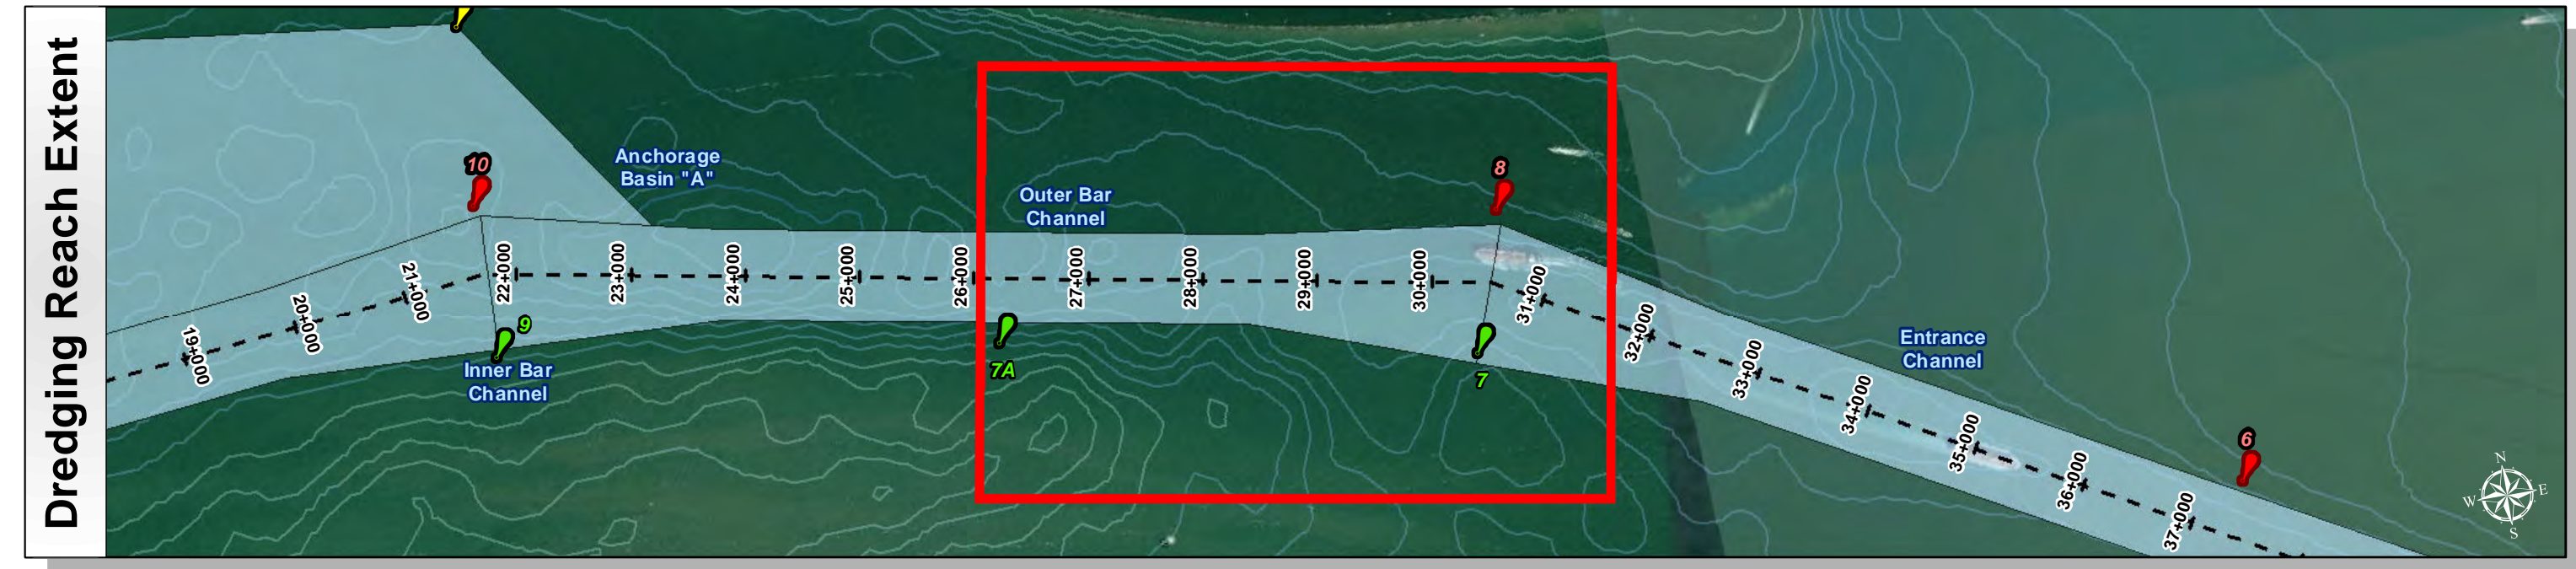 Dredging Reach Extent
10
Anchorage
Basin "A"
Outer Bar
Channel
8
19+000
20+000
21+000
22+000
23+000
24+000
25+000
26+000
27+000
28+000
29+000
30+000
31+000
32+000
33+000
34+000
35+000
36+000
37+000
9
Inner Bar
Channel
7A
7
Entrance
Channel
6
N
W
E
S